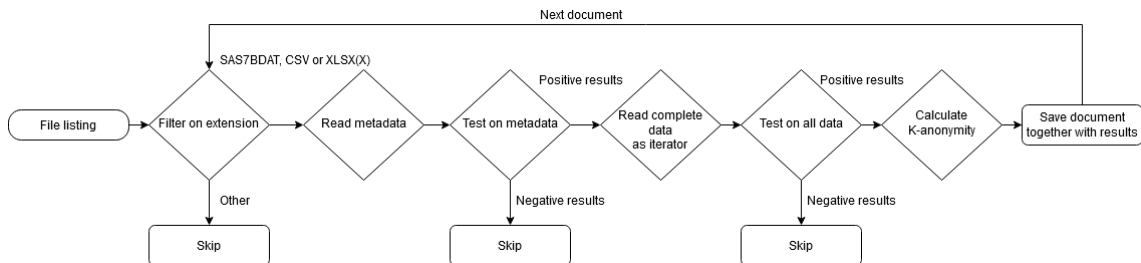 Next document
SAS7BDAT, CSV or XLSX(X)
Positive results
Positive results
File listing
Filter on extension
Read metadata
Test on metadata
Read complete
data
as iterator
Test on all data
Calculate
K-anonymity
Save document
together with results
Other
Negative results
Negative results
Skip
Skip
Skip